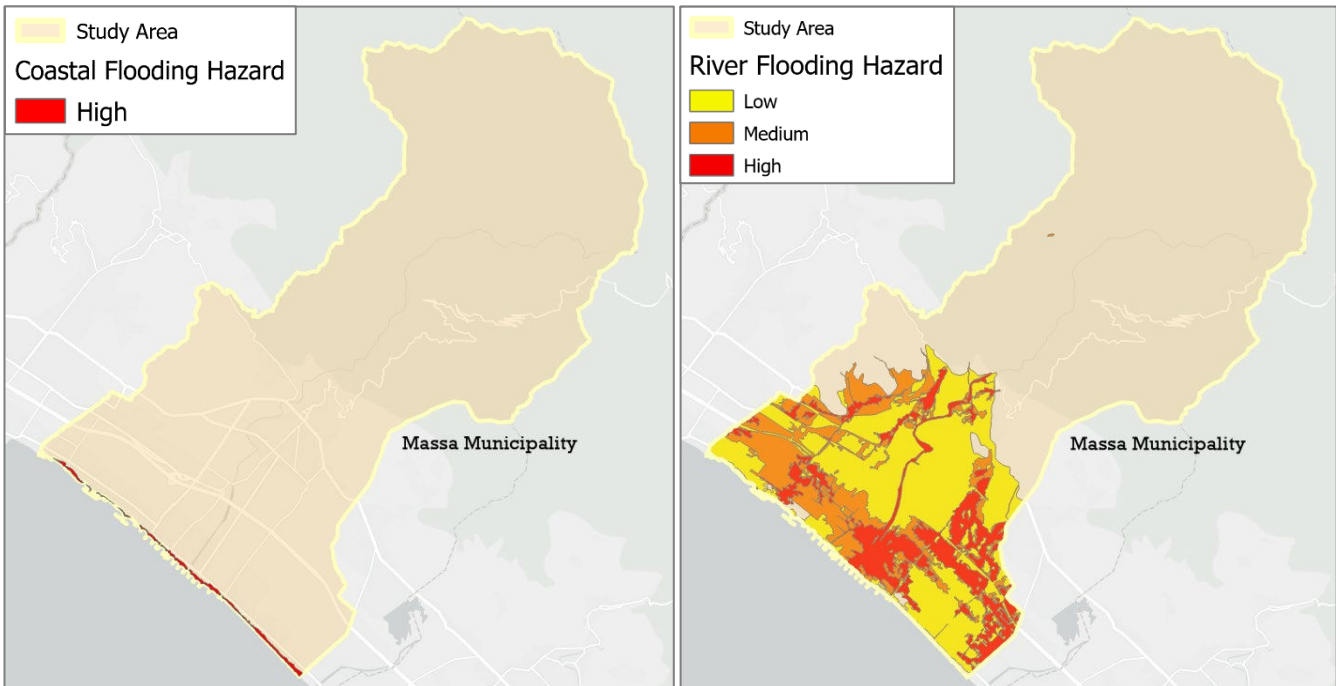 Study Area
Coastal Flooding Hazard
High
Massa Municipality
Study Area
River Flooding Hazard
Low
Medium
High
Massa Municipality